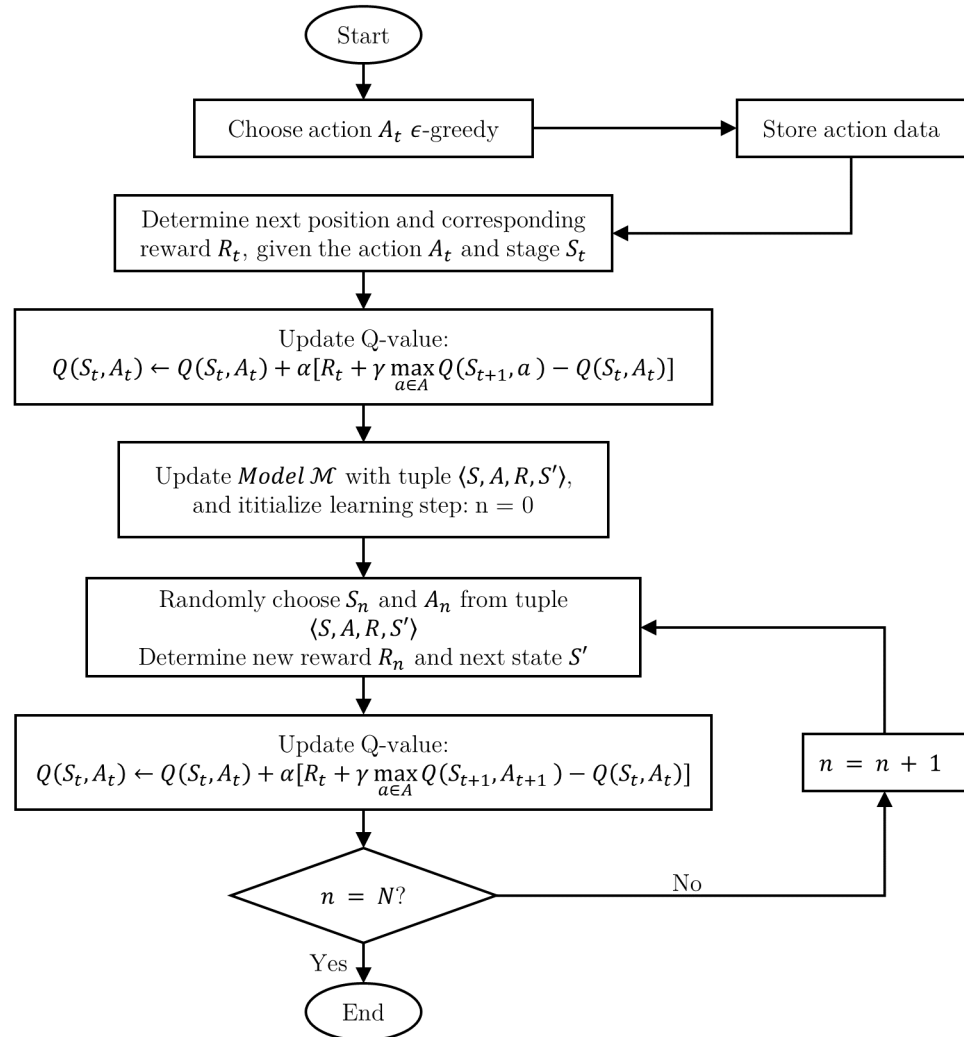 Start
Choose action A_t ϵ-greedy
Store action data
Determine next position and corresponding
reward R_t, given the action A_t and stage S_t
Update Q-value:
Q(S_t, A_t) ← Q(S_t, A_t) + α[R_t + γ max_{a∈A} Q(S_{t+1}, a ) − Q(S_t, A_t)]
Update Model ℳ with tuple ⟨S, A, R, S′⟩,
and ititialize learning step: n = 0
Randomly choose S_n and A_n from tuple
⟨S, A, R, S′⟩
Determine new reward R_n and next state S′
Update Q-value:
Q(S_t, A_t) ← Q(S_t, A_t) + α[R_t + γ max_{a∈A} Q(S_{t+1}, A_{t+1} ) − Q(S_t, A_t)]
n = n + 1
n = N?
No
Yes
End